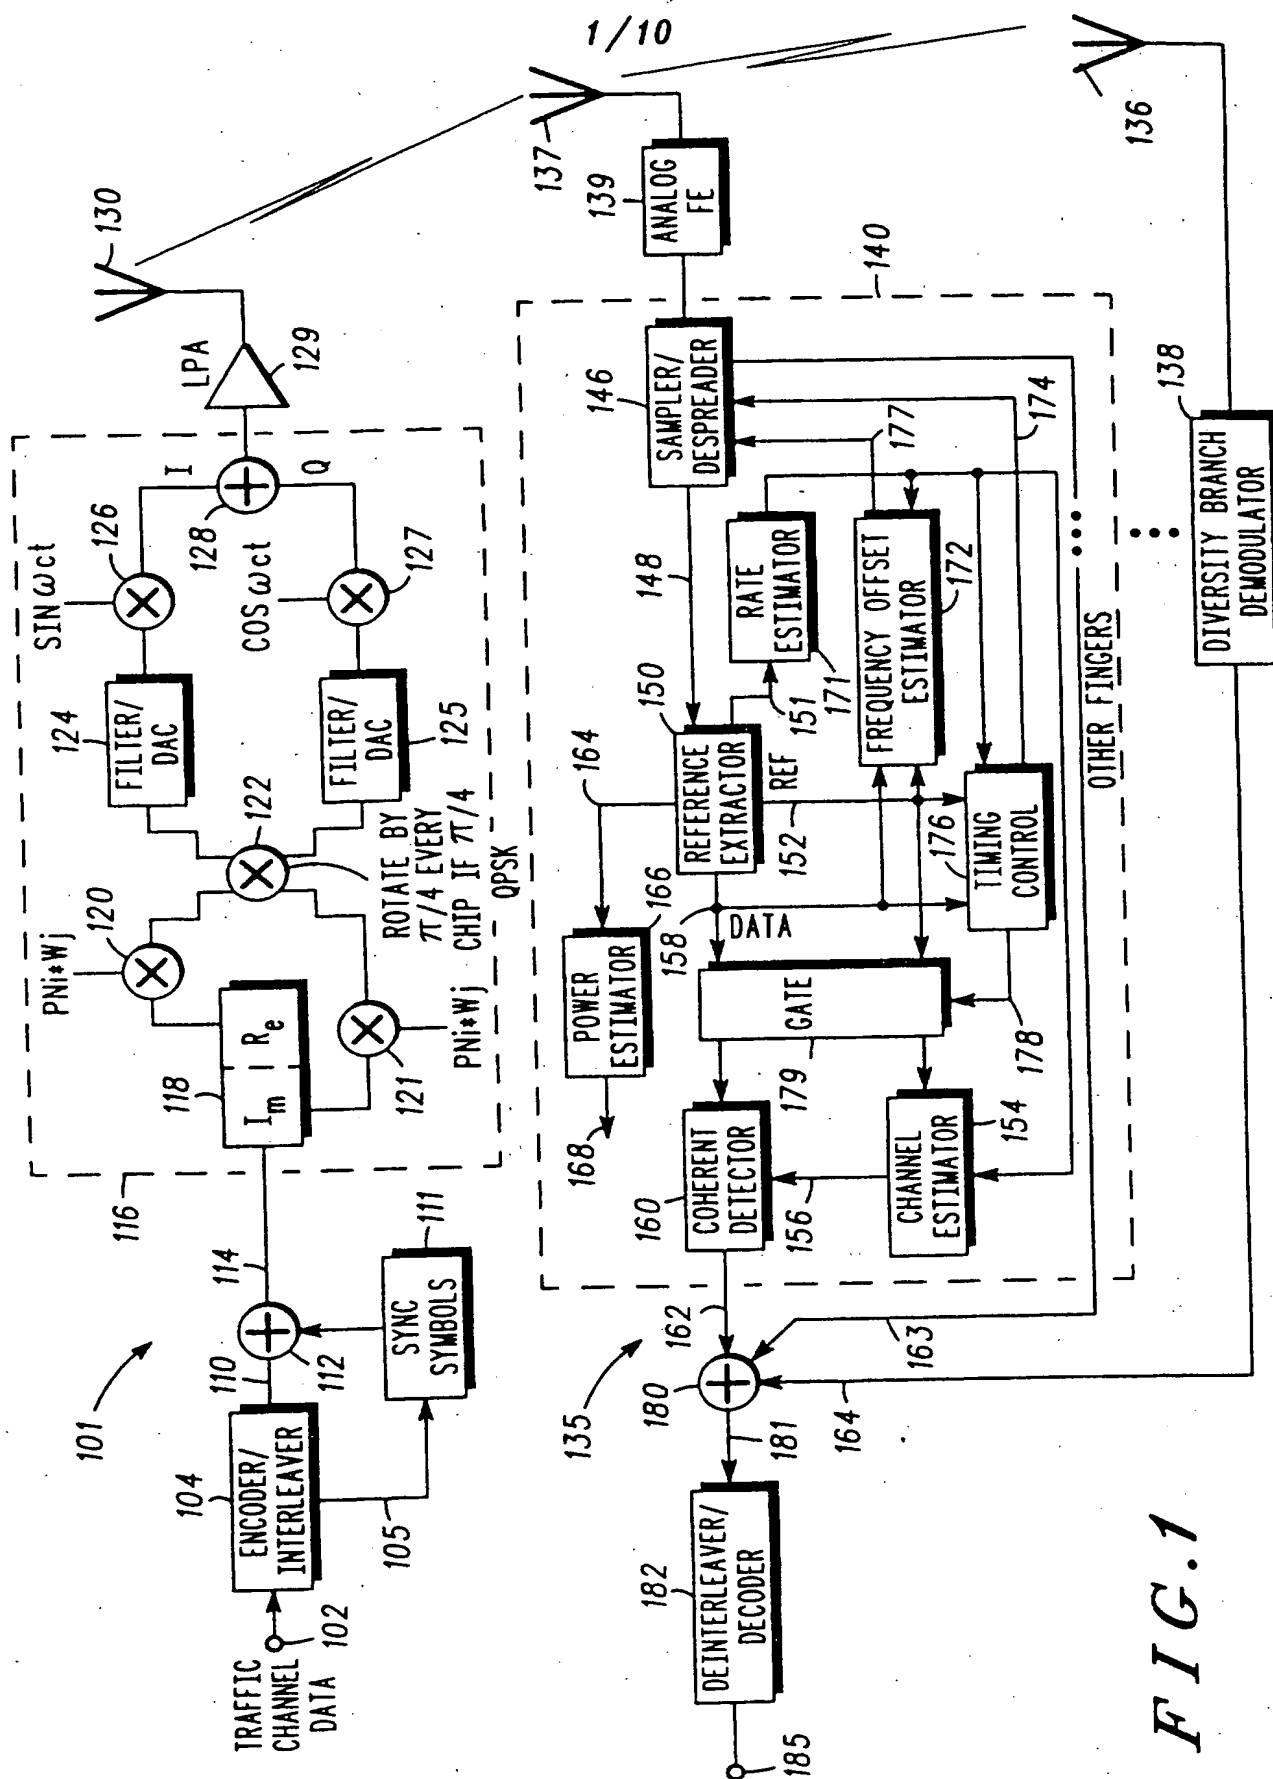 1/10
TRAFFIC
CHANNEL
DATA
102
101
104
ENCODER/
INTERLEAVER
105
110
112
114
SYNC
SYMBOLS
111
116
118
Im
Re
PNi*Wj
120
PNi*Wj
121
122
ROTATE BY
π/4 EVERY
CHIP IF π/4
QPSK
124
FILTER/
DAC
FILTER/
DAC
125
SIN ωct
126
COS ωct
127
I
Q
128
LPA
129
130
137
136
139
ANALOG
FE
140
146
SAMPLER/
DESPREADER
148
177
174
150
REFERENCE
EXTRACTOR
151
RATE
ESTIMATOR
171
FREQUENCY OFFSET
ESTIMATOR
172
REF
152
164
166
POWER
ESTIMATOR
168
158
DATA
176
TIMING
CONTROL
178
GATE
179
160
COHERENT
DETECTOR
156
CHANNEL
ESTIMATOR
154
OTHER FINGERS
138
DIVERSITY BRANCH
DEMODULATOR
135
162
163
164
180
181
182
DEINTERLEAVER/
DECODER
185
FIG.1